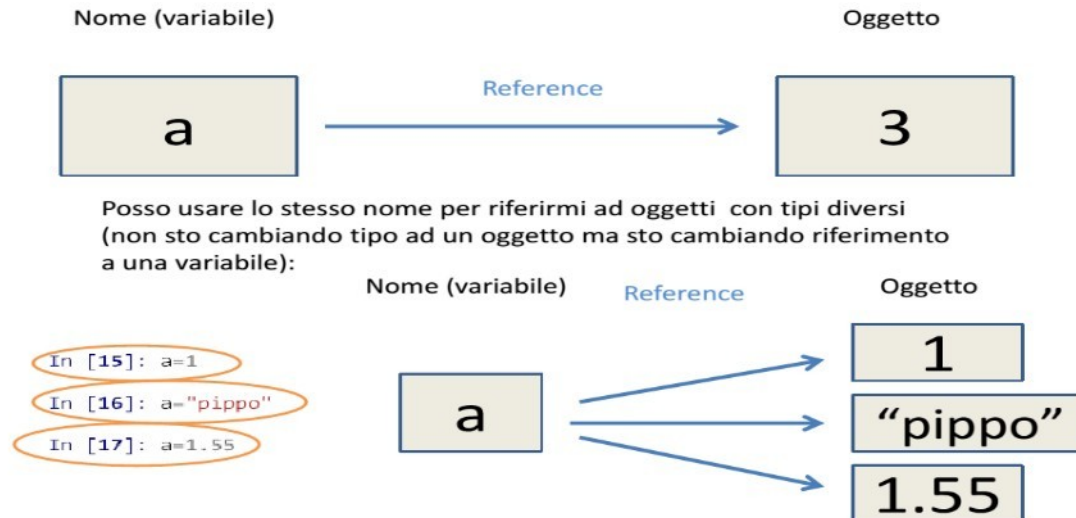 Nome (variabile) Oggetto
Reference
a 3
Posso usare lo stesso nome per riferirmi ad oggetti con tipi diversi
(non sto cambiando tipo ad un oggetto ma sto cambiando riferimento
a una variabile):
Nome (variabile) Reference Oggetto
In [15]: a=1
In [16]: a="pippo"
In [17]: a=1.55
a
1
“pippo”
1.55